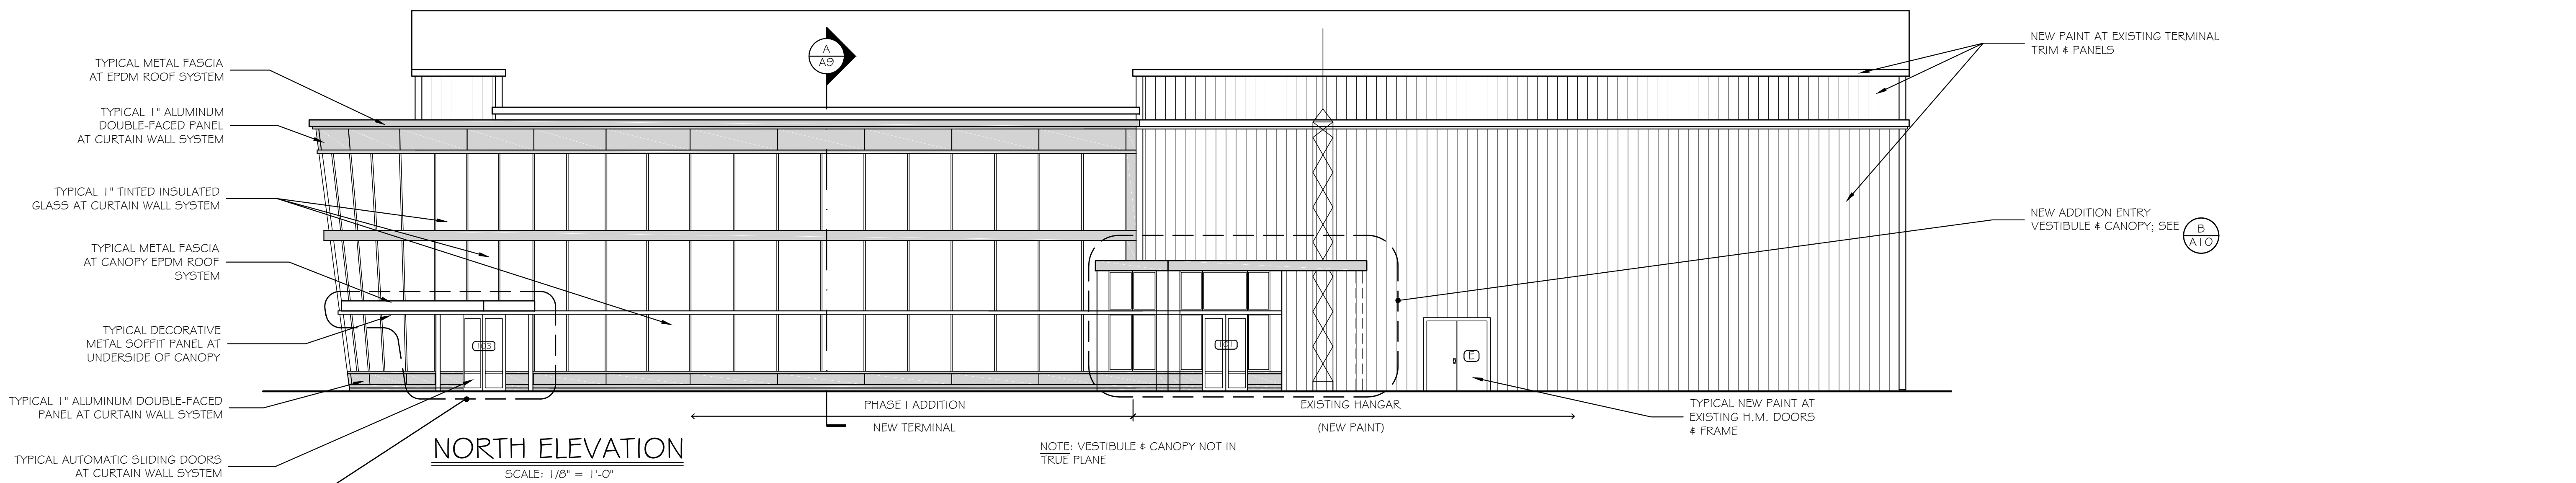 TYPICAL METAL FASCIA
AT EPDM ROOF SYSTEM
TYPICAL 1" ALUMINUM
DOUBLE-FACED PANEL
AT CURTAIN WALL SYSTEM
TYPICAL 1" TINTED INSULATED
GLASS AT CURTAIN WALL SYSTEM
TYPICAL METAL FASCIA
AT CANOPY EPDM ROOF
SYSTEM
TYPICAL DECORATIVE
METAL SOFFIT PANEL AT
UNDERSIDE OF CANOPY
TYPICAL 1" ALUMINUM DOUBLE-FACED
PANEL AT CURTAIN WALL SYSTEM
TYPICAL AUTOMATIC SLIDING DOORS
AT CURTAIN WALL SYSTEM
A
A9
103
101
E
NEW PAINT AT EXISTING TERMINAL
TRIM & PANELS
NEW ADDITION ENTRY
VESTIBULE & CANOPY; SEE
B
A10
TYPICAL NEW PAINT AT
EXISTING H.M. DOORS
& FRAME
PHASE 1 ADDITION
NEW TERMINAL
EXISTING HANGAR
(NEW PAINT)
NOTE: VESTIBULE & CANOPY NOT IN
TRUE PLANE
NORTH ELEVATION
SCALE: 1/8" = 1'-0"